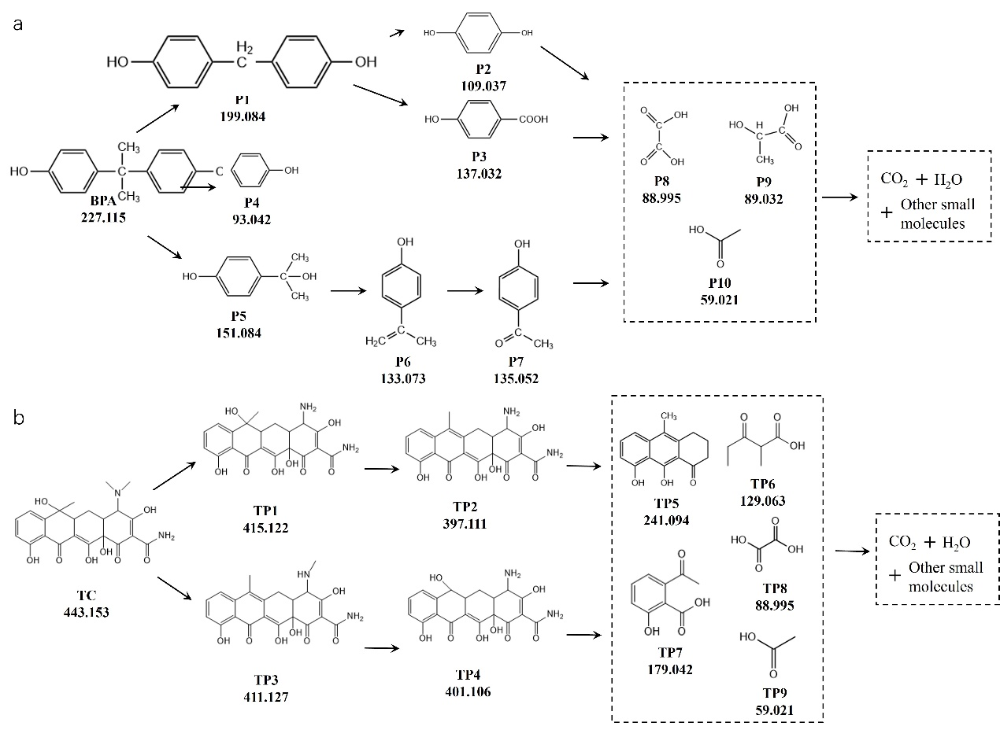 a
HO
H₂
C
OH
P1
199.084
HO
OH
P2
109.037
HO
COOH
P3
137.032
HO
CH₃
CH₃
C
BPA
227.115
OH
P4
93.042
HO
CH₃
OH
C
CH₃
P5
151.084
OH
C
H₂C
CH₃
P6
133.073
OH
C
O
CH₃
P7
135.052
O
OH
C
C
O
OH
P8
88.995
OH
HO
H
C
C
O
CH₃
P9
89.032
HO
O
P10
59.021
CO₂ + H₂O
+ Other small
molecules
b
N
HO
OH
NH₂
OH
O
OH
OH
O
O
TC
443.153
HO
NH₂
OH
NH₂
OH
O
OH
OH
O
O
TP1
415.122
NH₂
OH
NH₂
OH
O
OH
OH
O
O
TP2
397.111
HN
OH
NH₂
OH
O
OH
OH
O
O
TP3
411.127
HO
NH₂
OH
NH₂
OH
O
OH
OH
O
O
TP4
401.106
CH₃
OH
OH
O
TP5
241.094
O
O
OH
TP6
129.063
O
HO
OH
O
TP8
88.995
O
OH
OH
O
TP7
179.042
HO
O
TP9
59.021
CO₂ + H₂O
+ Other small
molecules